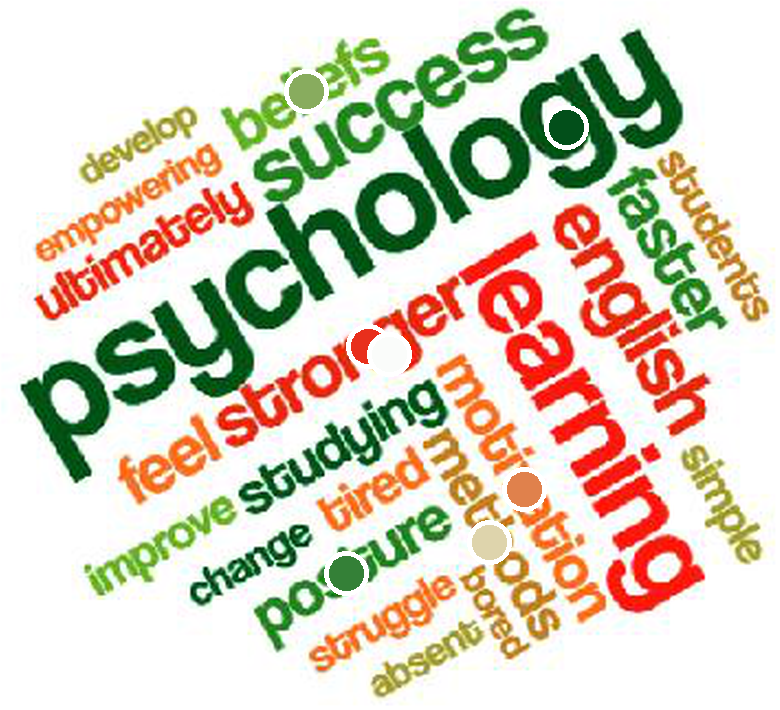 beliefs
success
develop
empowering
ultimately
psychology
students
faster
english
learning
feel
stronger
studying
motivation
methods
improve
change
tired
posture
simple
struggle
bored
absent